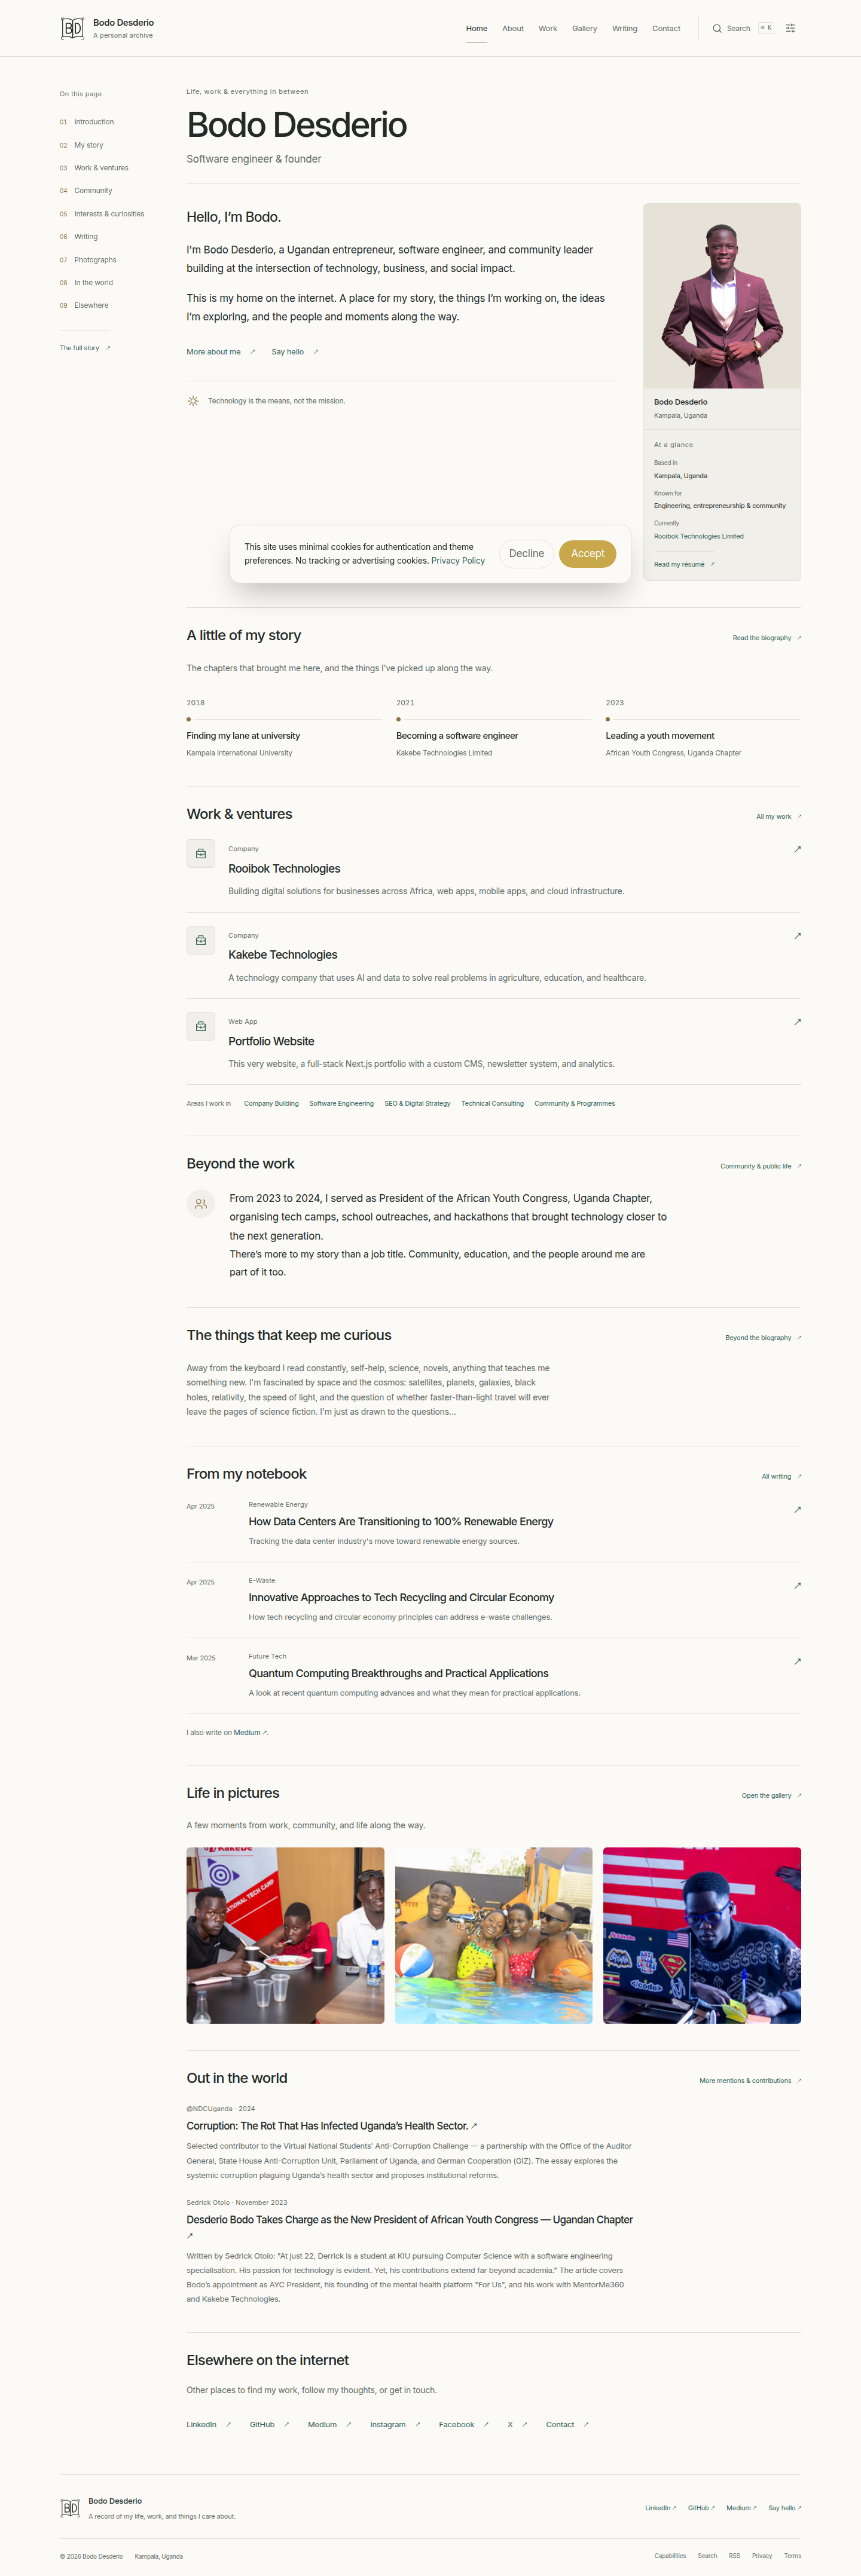 Bodo Desderio
A personal archive
Home About Work Gallery Writing Contact Search ⌘ K
On this page
01 Introduction
02 My story
03 Work & ventures
04 Community
05 Interests & curiosities
06 Writing
07 Photographs
08 In the world
09 Elsewhere
The full story ↗
Life, work & everything in between
Bodo Desderio
Software engineer & founder
Hello, I’m Bodo.
I'm Bodo Desderio, a Ugandan entrepreneur, software engineer, and community leader
building at the intersection of technology, business, and social impact.
This is my home on the internet. A place for my story, the things I’m working on, the ideas
I’m exploring, and the people and moments along the way.
More about me ↗ Say hello ↗
Technology is the means, not the mission.
Bodo Desderio
Kampala, Uganda
At a glance
Based in
Kampala, Uganda
Known for
Engineering, entrepreneurship & community
Currently
Rooibok Technologies Limited
Read my résumé ↗
This site uses minimal cookies for authentication and theme
preferences. No tracking or advertising cookies. Privacy Policy
Decline Accept
A little of my story
Read the biography ↗
The chapters that brought me here, and the things I’ve picked up along the way.
2018
Finding my lane at university
Kampala International University
2021
Becoming a software engineer
Kakebe Technologies Limited
2023
Leading a youth movement
African Youth Congress, Uganda Chapter
Work & ventures
All my work ↗
Company
Rooibok Technologies
Building digital solutions for businesses across Africa, web apps, mobile apps, and cloud infrastructure.
Company
Kakebe Technologies
A technology company that uses AI and data to solve real problems in agriculture, education, and healthcare.
Web App
Portfolio Website
This very website, a full-stack Next.js portfolio with a custom CMS, newsletter system, and analytics.
Areas I work in Company Building Software Engineering SEO & Digital Strategy Technical Consulting Community & Programmes
Beyond the work
Community & public life ↗
From 2023 to 2024, I served as President of the African Youth Congress, Uganda Chapter,
organising tech camps, school outreaches, and hackathons that brought technology closer to
the next generation.
There’s more to my story than a job title. Community, education, and the people around me are
part of it too.
The things that keep me curious
Beyond the biography ↗
Away from the keyboard I read constantly, self-help, science, novels, anything that teaches me
something new. I'm fascinated by space and the cosmos: satellites, planets, galaxies, black
holes, relativity, the speed of light, and the question of whether faster-than-light travel will ever
leave the pages of science fiction. I'm just as drawn to the questions…
From my notebook
All writing ↗
Apr 2025
Renewable Energy
How Data Centers Are Transitioning to 100% Renewable Energy
Tracking the data center industry's move toward renewable energy sources.
Apr 2025
E-Waste
Innovative Approaches to Tech Recycling and Circular Economy
How tech recycling and circular economy principles can address e-waste challenges.
Mar 2025
Future Tech
Quantum Computing Breakthroughs and Practical Applications
A look at recent quantum computing advances and what they mean for practical applications.
I also write on Medium ↗.
Life in pictures
Open the gallery ↗
A few moments from work, community, and life along the way.
KaKeBe
NATIONAL TECH CAMP
<code>
Out in the world
More mentions & contributions ↗
@NDCUganda · 2024
Corruption: The Rot That Has Infected Uganda’s Health Sector. ↗
Selected contributor to the Virtual National Students’ Anti-Corruption Challenge — a partnership with the Office of the Auditor
General, State House Anti-Corruption Unit, Parliament of Uganda, and German Cooperation (GIZ). The essay explores the
systemic corruption plaguing Uganda’s health sector and proposes institutional reforms.
Sedrick Otolo · November 2023
Desderio Bodo Takes Charge as the New President of African Youth Congress — Ugandan Chapter
↗
Written by Sedrick Otolo: "At just 22, Derrick is a student at KIU pursuing Computer Science with a software engineering
specialisation. His passion for technology is evident. Yet, his contributions extend far beyond academia." The article covers
Bodo’s appointment as AYC President, his founding of the mental health platform "For Us", and his work with MentorMe360
and Kakebe Technologies.
Elsewhere on the internet
Other places to find my work, follow my thoughts, or get in touch.
LinkedIn ↗ GitHub ↗ Medium ↗ Instagram ↗ Facebook ↗ X ↗ Contact ↗
Bodo Desderio
A record of my life, work, and things I care about.
LinkedIn ↗ GitHub ↗ Medium ↗ Say hello ↗
© 2026 Bodo Desderio Kampala, Uganda
Capabilities Search RSS Privacy Terms